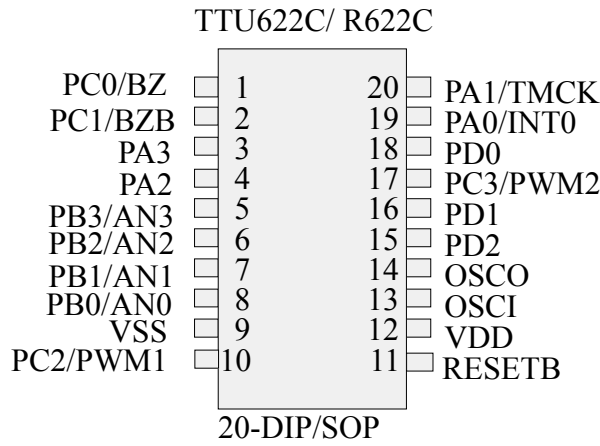 TTU622C/ R622C
PC0/BZ 1 20 PA1/TMCK
PC1/BZB 2 19 PA0/INT0
PA3 3 18 PD0
PA2 4 17 PC3/PWM2
PB3/AN3 5 16 PD1
PB2/AN2 6 15 PD2
PB1/AN1 7 14 OSCO
PB0/AN0 8 13 OSCI
VSS 9 12 VDD
PC2/PWM1 10 11 RESETB
20-DIP/SOP